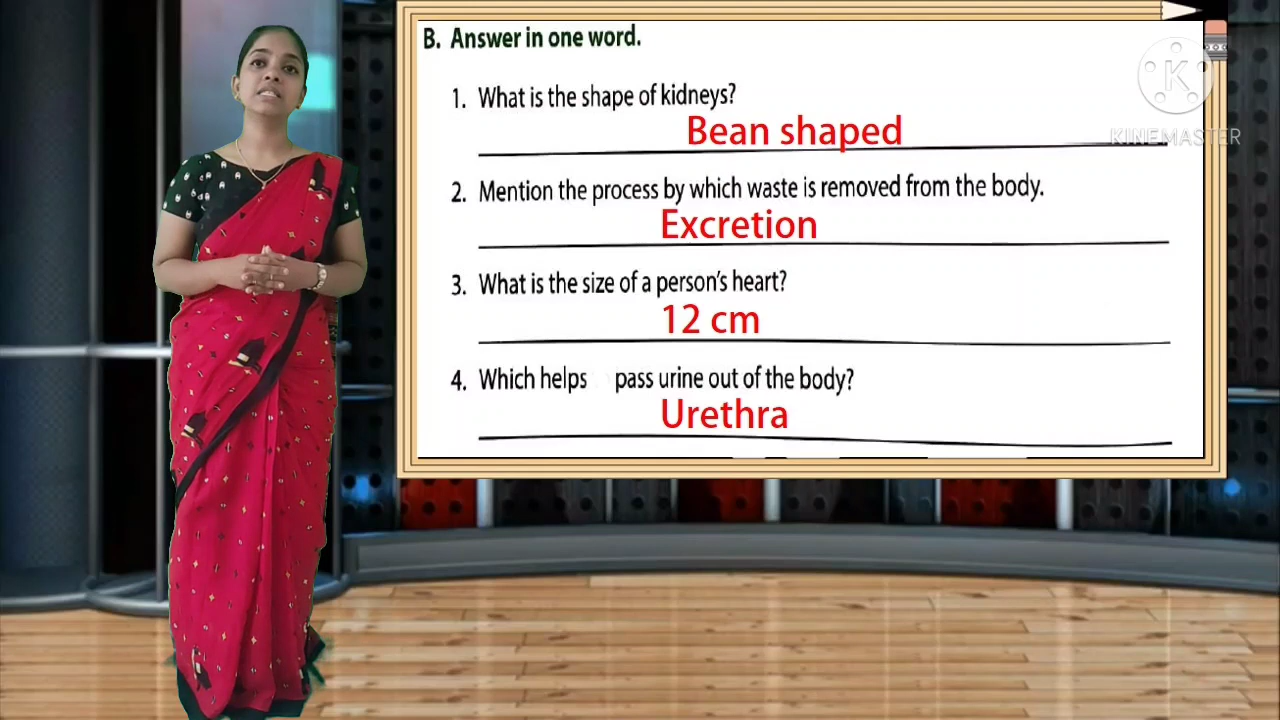 B. Answer in one word.
1. What is the shape of kidneys?
Bean shaped
K
KINEMASTER
2. Mention the process by which waste is removed from the body.
Excretion
3. What is the size of a person's heart?
12 cm
4. Which helps pass urine out of the body?
Urethra